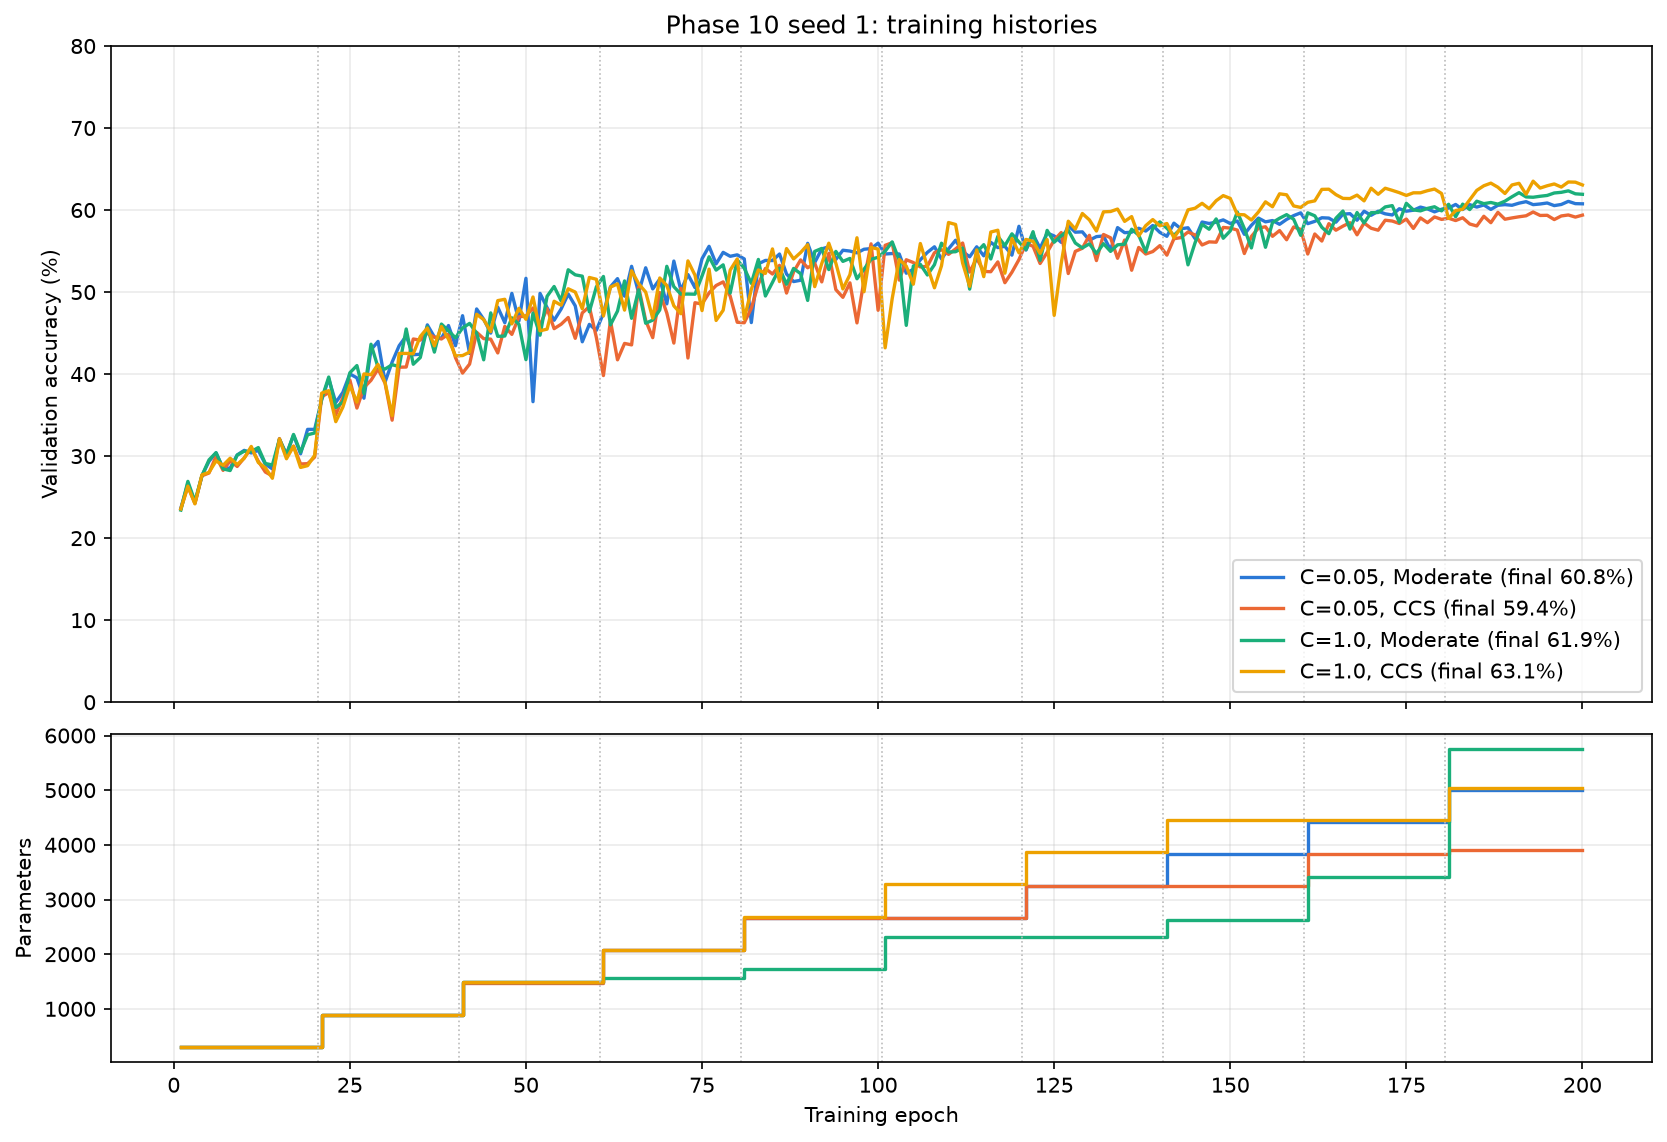 Phase 10 seed 1: training histories
80
70
60
50
40
30
20
10
0
Validation accuracy (%)
C=0.05, Moderate (final 60.8%)
C=0.05, CCS (final 59.4%)
C=1.0, Moderate (final 61.9%)
C=1.0, CCS (final 63.1%)
6000
5000
4000
3000
2000
1000
Parameters
0 25 50 75 100 125 150 175 200
Training epoch